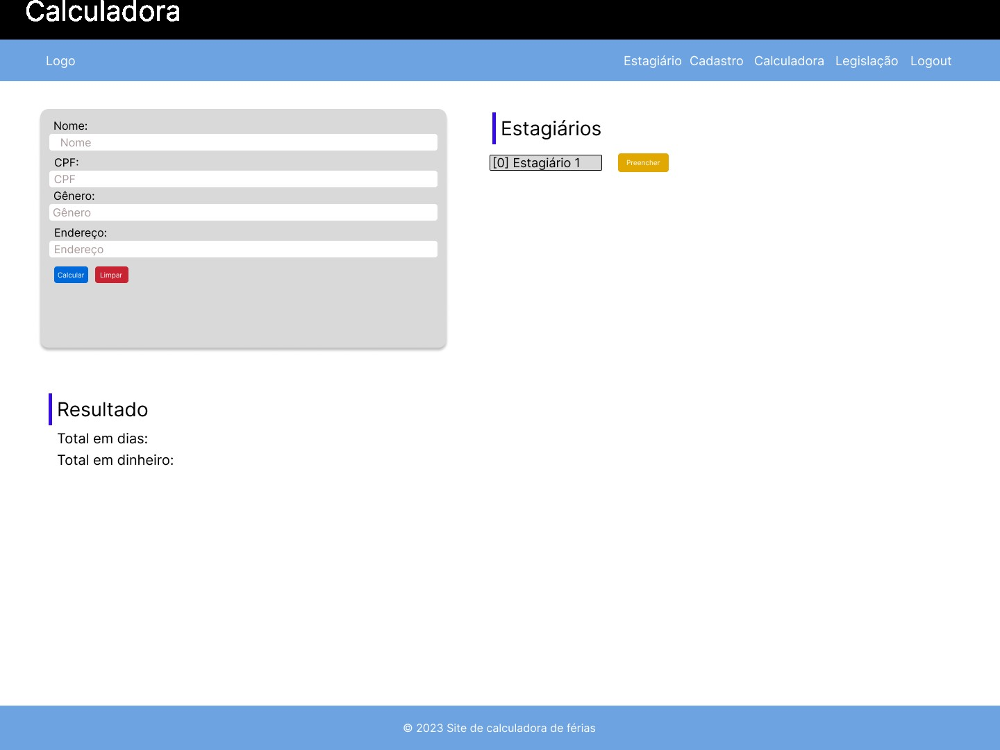 Calculadora
Logo
Estagiário Cadastro Calculadora Legislação Logout
Nome:
Nome
CPF:
CPF
Gênero:
Gênero
Endereço:
Endereço
Calcular Limpar
Estagiários
[0] Estagiário 1 Preencher
Resultado
Total em dias:
Total em dinheiro:
© 2023 Site de calculadora de férias